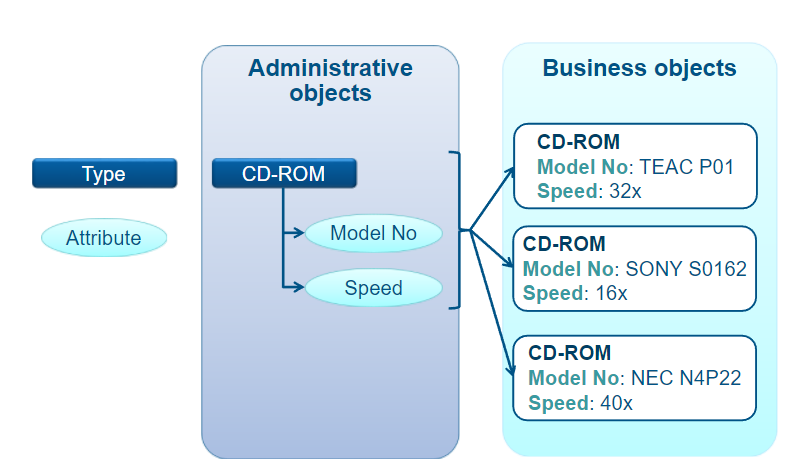 Administrative
objects
Business objects
Type
Attribute
CD-ROM
Model No
Speed
CD-ROM
Model No: TEAC P01
Speed: 32x
CD-ROM
Model No: SONY S0162
Speed: 16x
CD-ROM
Model No: NEC N4P22
Speed: 40x